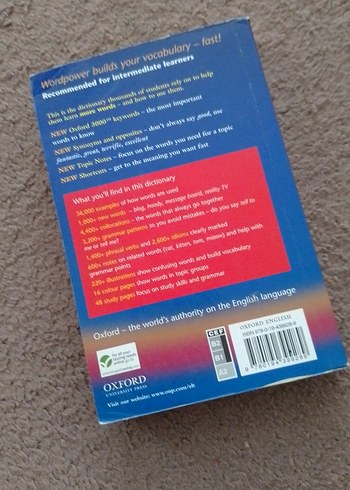 Wordpower builds your vocabulary – fast!
Recommended for intermediate learners
This is the dictionary thousands of students rely on to help
them learn more words – and how to use them.
NEW Oxford 3000™ keywords – the most important
words to know
NEW Synonyms and opposites – don't always say good, use
fantastic, great, terrific, excellent
NEW Topic Notes – focus on the words you need for a topic
NEW Shortcuts – get to the meaning you want fast
What you'll find in this dictionary
examples of how words are used
new words – blog, hoody, message board, reality TV
4,400+ collocations – the words that always go together
grammar patterns so you avoid mistakes – do you say tell to
me or tell me?
1,400+ phrasal verbs and 2,600+ idioms clearly marked
600+ notes on related words (cat, kitten, tom, miaow) and help with
grammar points
220+ illustrations show confusing words and build vocabulary
16 colour pages show words in topic groups
48 study pages focus on study skills and grammar
Oxford – the world's authority on the English language
OXFORD
UNIVERSITY PRESS
Visit our website: www.oup.com/elt
CEF
B2
B1
A2
OXFORD ENGLISH
ISBN 978-0-19-